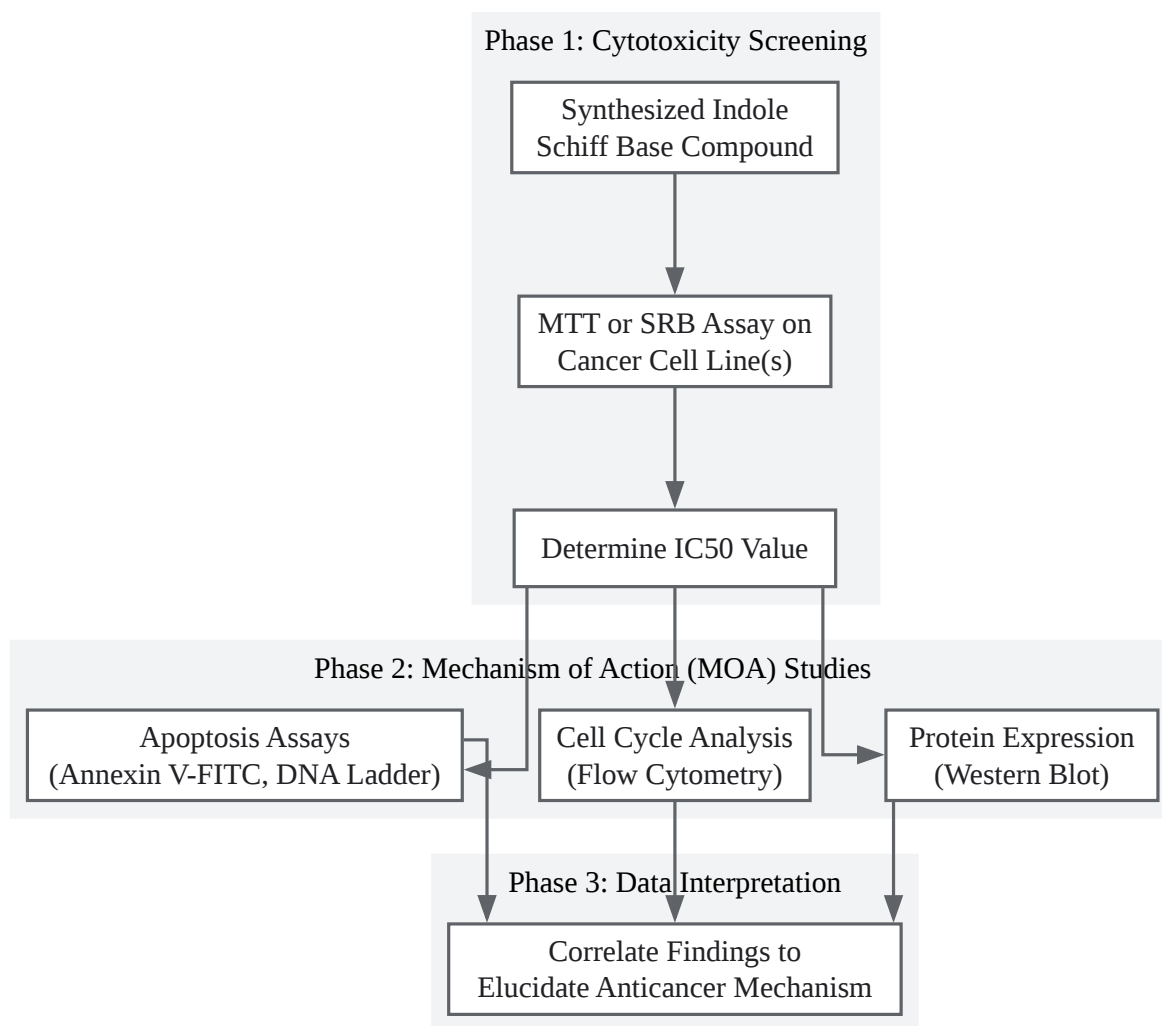 Phase 1: Cytotoxicity Screening
Synthesized Indole
Schiff Base Compound
MTT or SRB Assay on
Cancer Cell Line(s)
Determine IC50 Value
Phase 2: Mechanism of Action (MOA) Studies
Apoptosis Assays
(Annexin V-FITC, DNA Ladder)
Cell Cycle Analysis
(Flow Cytometry)
Protein Expression
(Western Blot)
Phase 3: Data Interpretation
Correlate Findings to
Elucidate Anticancer Mechanism